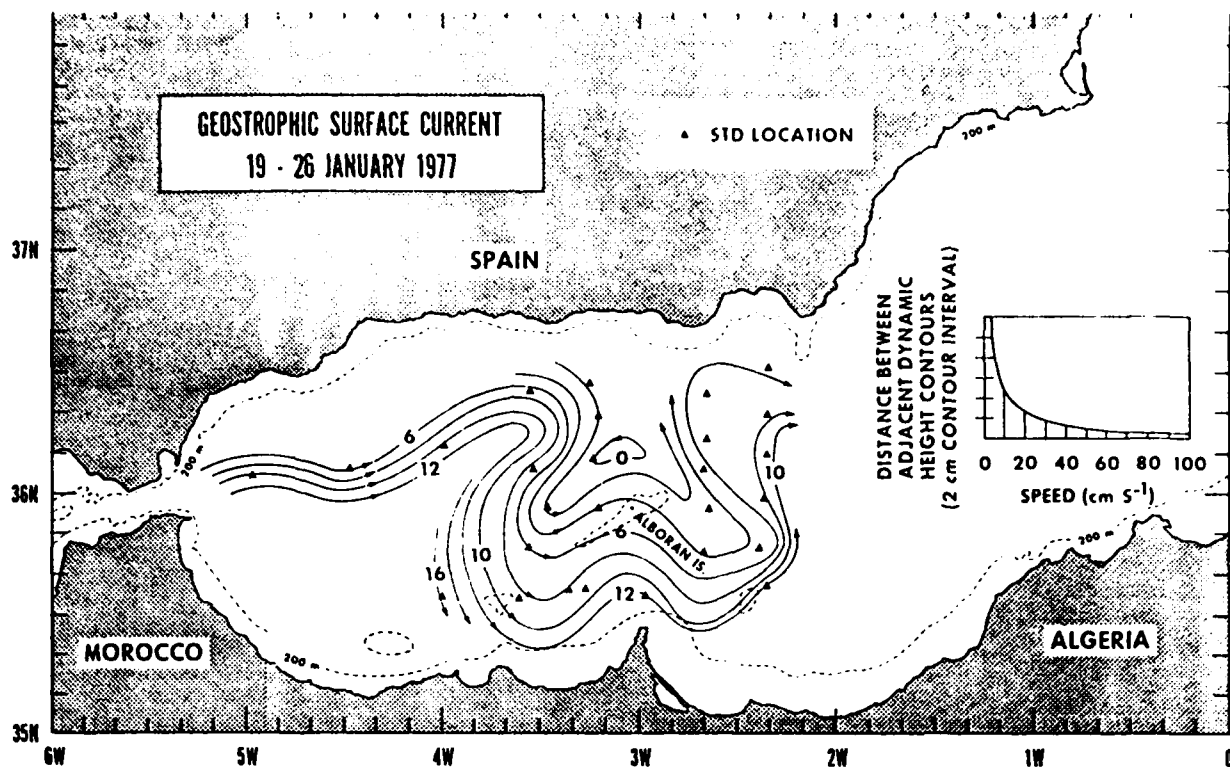 GEOSTROPHIC SURFACE CURRENT
19 - 26 JANUARY 1977
▲ STD LOCATION
200 m
37N
SPAIN
DISTANCE BETWEEN
ADJACENT DYNAMIC
HEIGHT CONTOURS
(2 cm CONTOUR INTERVAL)
0 20 40 60 80 100
SPEED (cm S⁻¹)
200 m
6
12
0
10
36N
ALBORAN IS.
6
10
16
12
200 m
MOROCCO
200 m
ALGERIA
35N
6W 5W 4W 3W 2W 1W 0